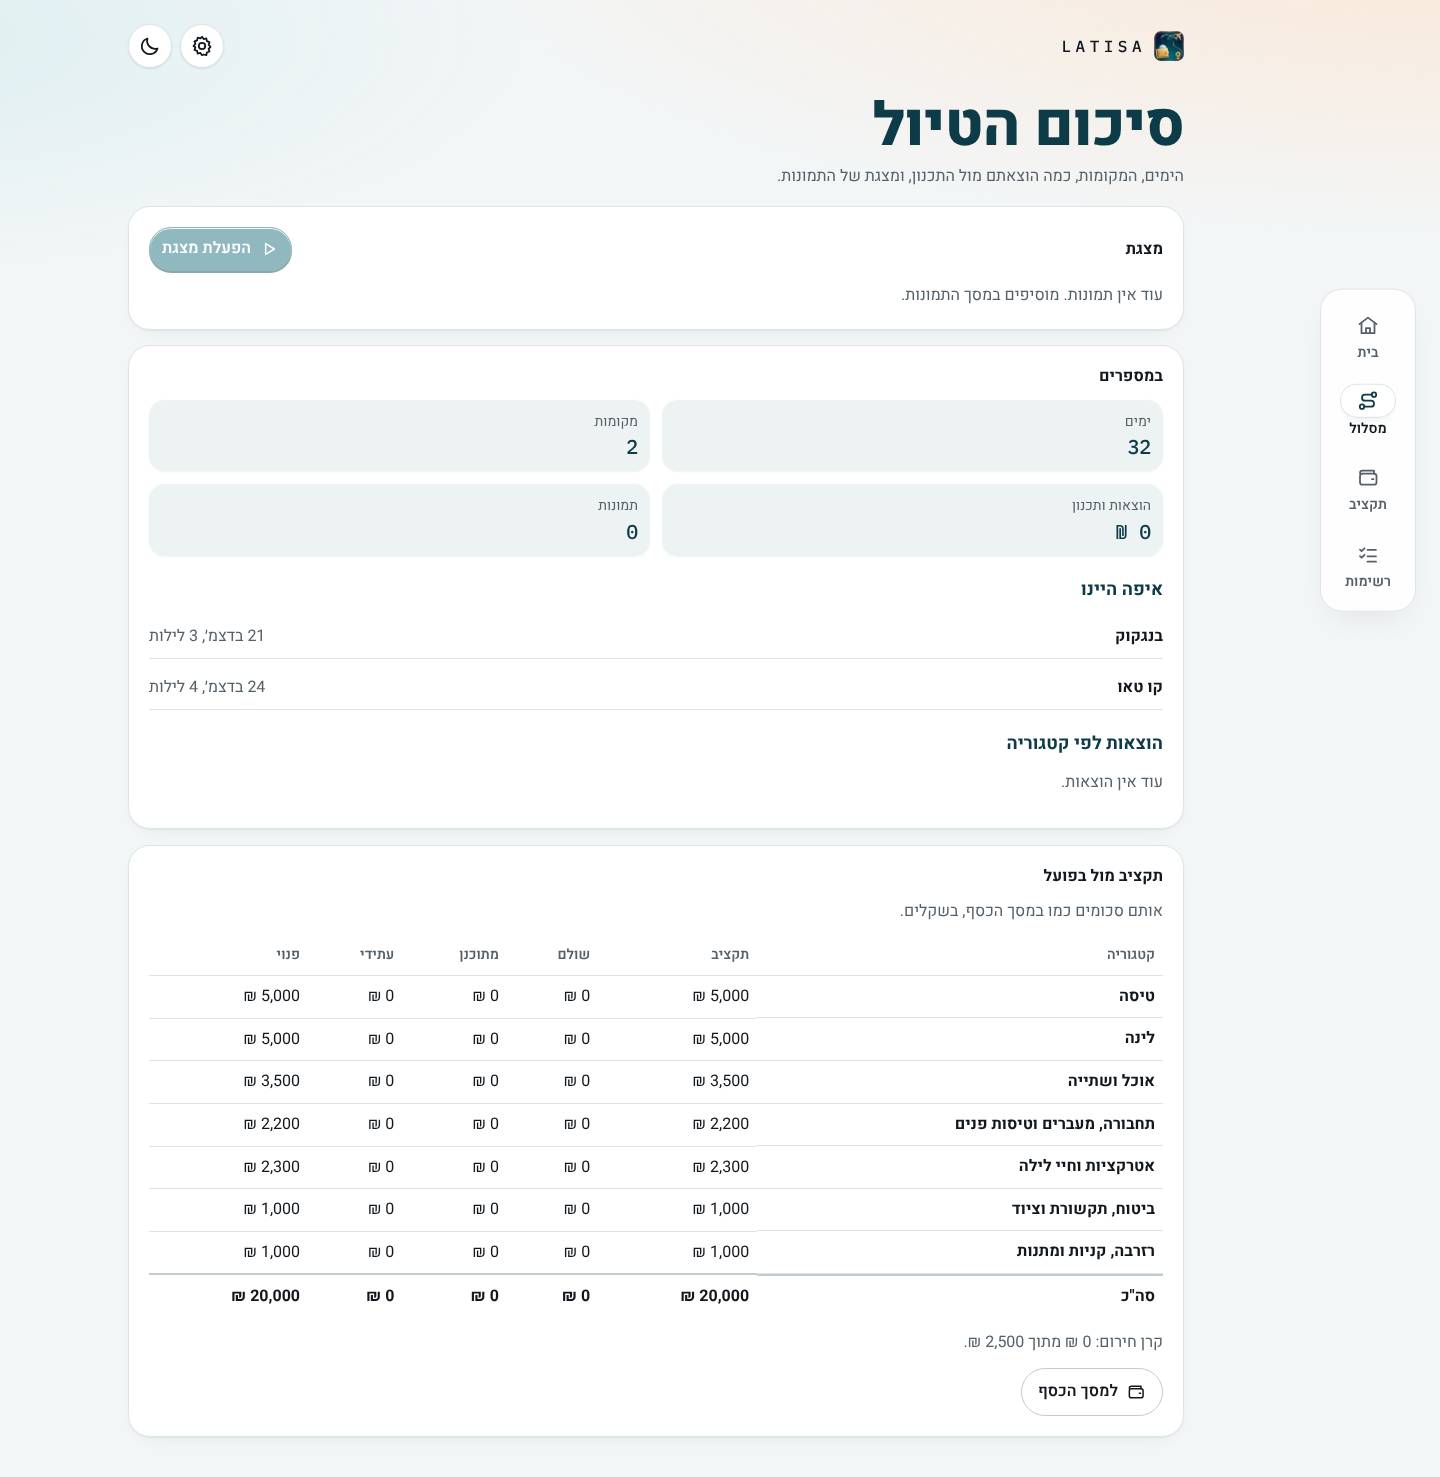 LATISA
סיכום הטיול
הימים, המקומות, כמה הוצאתם מול התכנון, ומצגת של התמונות.
מצגת
הפעלת מצגת
עוד אין תמונות. מוסיפים במסך התמונות.
בית
מסלול
תקציב
רשימות
במספרים
ימים
32
מקומות
2
הוצאות ותכנון
0 ₪
תמונות
0
איפה היינו
בנגקוק 21 בדצמ׳, 3 לילות
קו טאו 24 בדצמ׳, 4 לילות
הוצאות לפי קטגוריה
עוד אין הוצאות.
תקציב מול בפועל
אותם סכומים כמו במסך הכסף, בשקלים.
קטגוריה תקציב שולם מתוכנן עתידי פנוי
טיסה 5,000 ₪ 0 ₪ 0 ₪ 0 ₪ 5,000 ₪
לינה 5,000 ₪ 0 ₪ 0 ₪ 0 ₪ 5,000 ₪
אוכל ושתייה 3,500 ₪ 0 ₪ 0 ₪ 0 ₪ 3,500 ₪
תחבורה, מעברים וטיסות פנים 2,200 ₪ 0 ₪ 0 ₪ 0 ₪ 2,200 ₪
אטרקציות וחיי לילה 2,300 ₪ 0 ₪ 0 ₪ 0 ₪ 2,300 ₪
ביטוח, תקשורת וציוד 1,000 ₪ 0 ₪ 0 ₪ 0 ₪ 1,000 ₪
רזרבה, קניות ומתנות 1,000 ₪ 0 ₪ 0 ₪ 0 ₪ 1,000 ₪
סה"כ 20,000 ₪ 0 ₪ 0 ₪ 0 ₪ 20,000 ₪
קרן חירום: 0 ₪ מתוך 2,500 ₪.
למסך הכסף